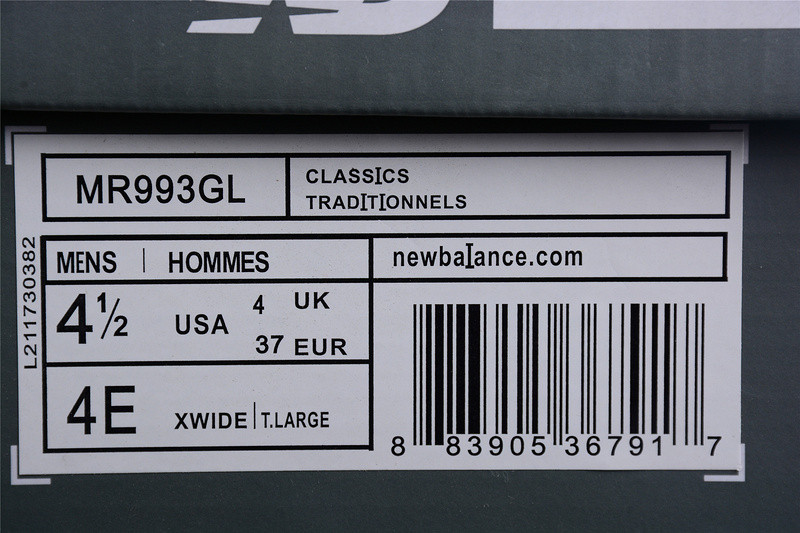 MR993GL
CLASSICS
TRADITIONNELS
MENS | HOMMES
newbalance.com
4½ USA
4 UK
37 EUR
4E XWIDE | T.LARGE
8 83905 36791 7
L211730382